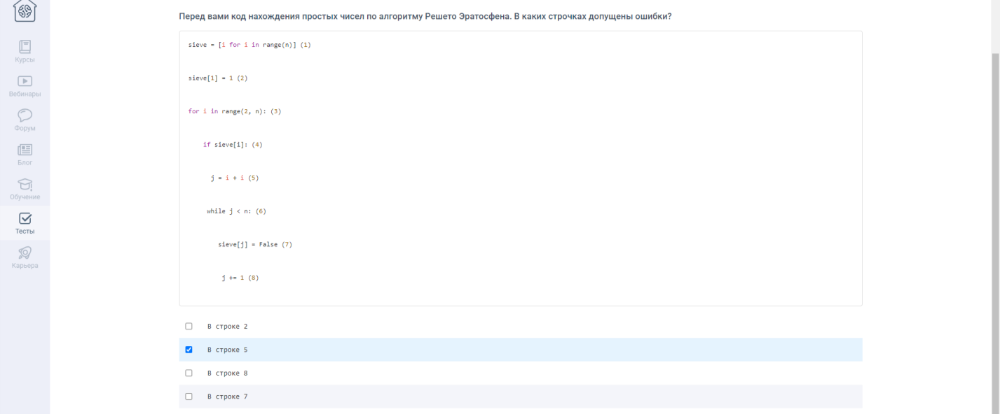 Перед вами код нахождения простых чисел по алгоритму Решето Эратосфена. В каких строчках допущены ошибки?
sieve = [i for i in range(n)] (1)
sieve[1] = 1 (2)
for i in range(2, n): (3)
if sieve[i]: (4)
j = i + i (5)
while j < n: (6)
sieve[j] = False (7)
j += 1 (8)
В строке 2
В строке 5
В строке 8
В строке 7
Курсы
Вебинары
Форум
Блог
Обучение
Тесты
Карьера